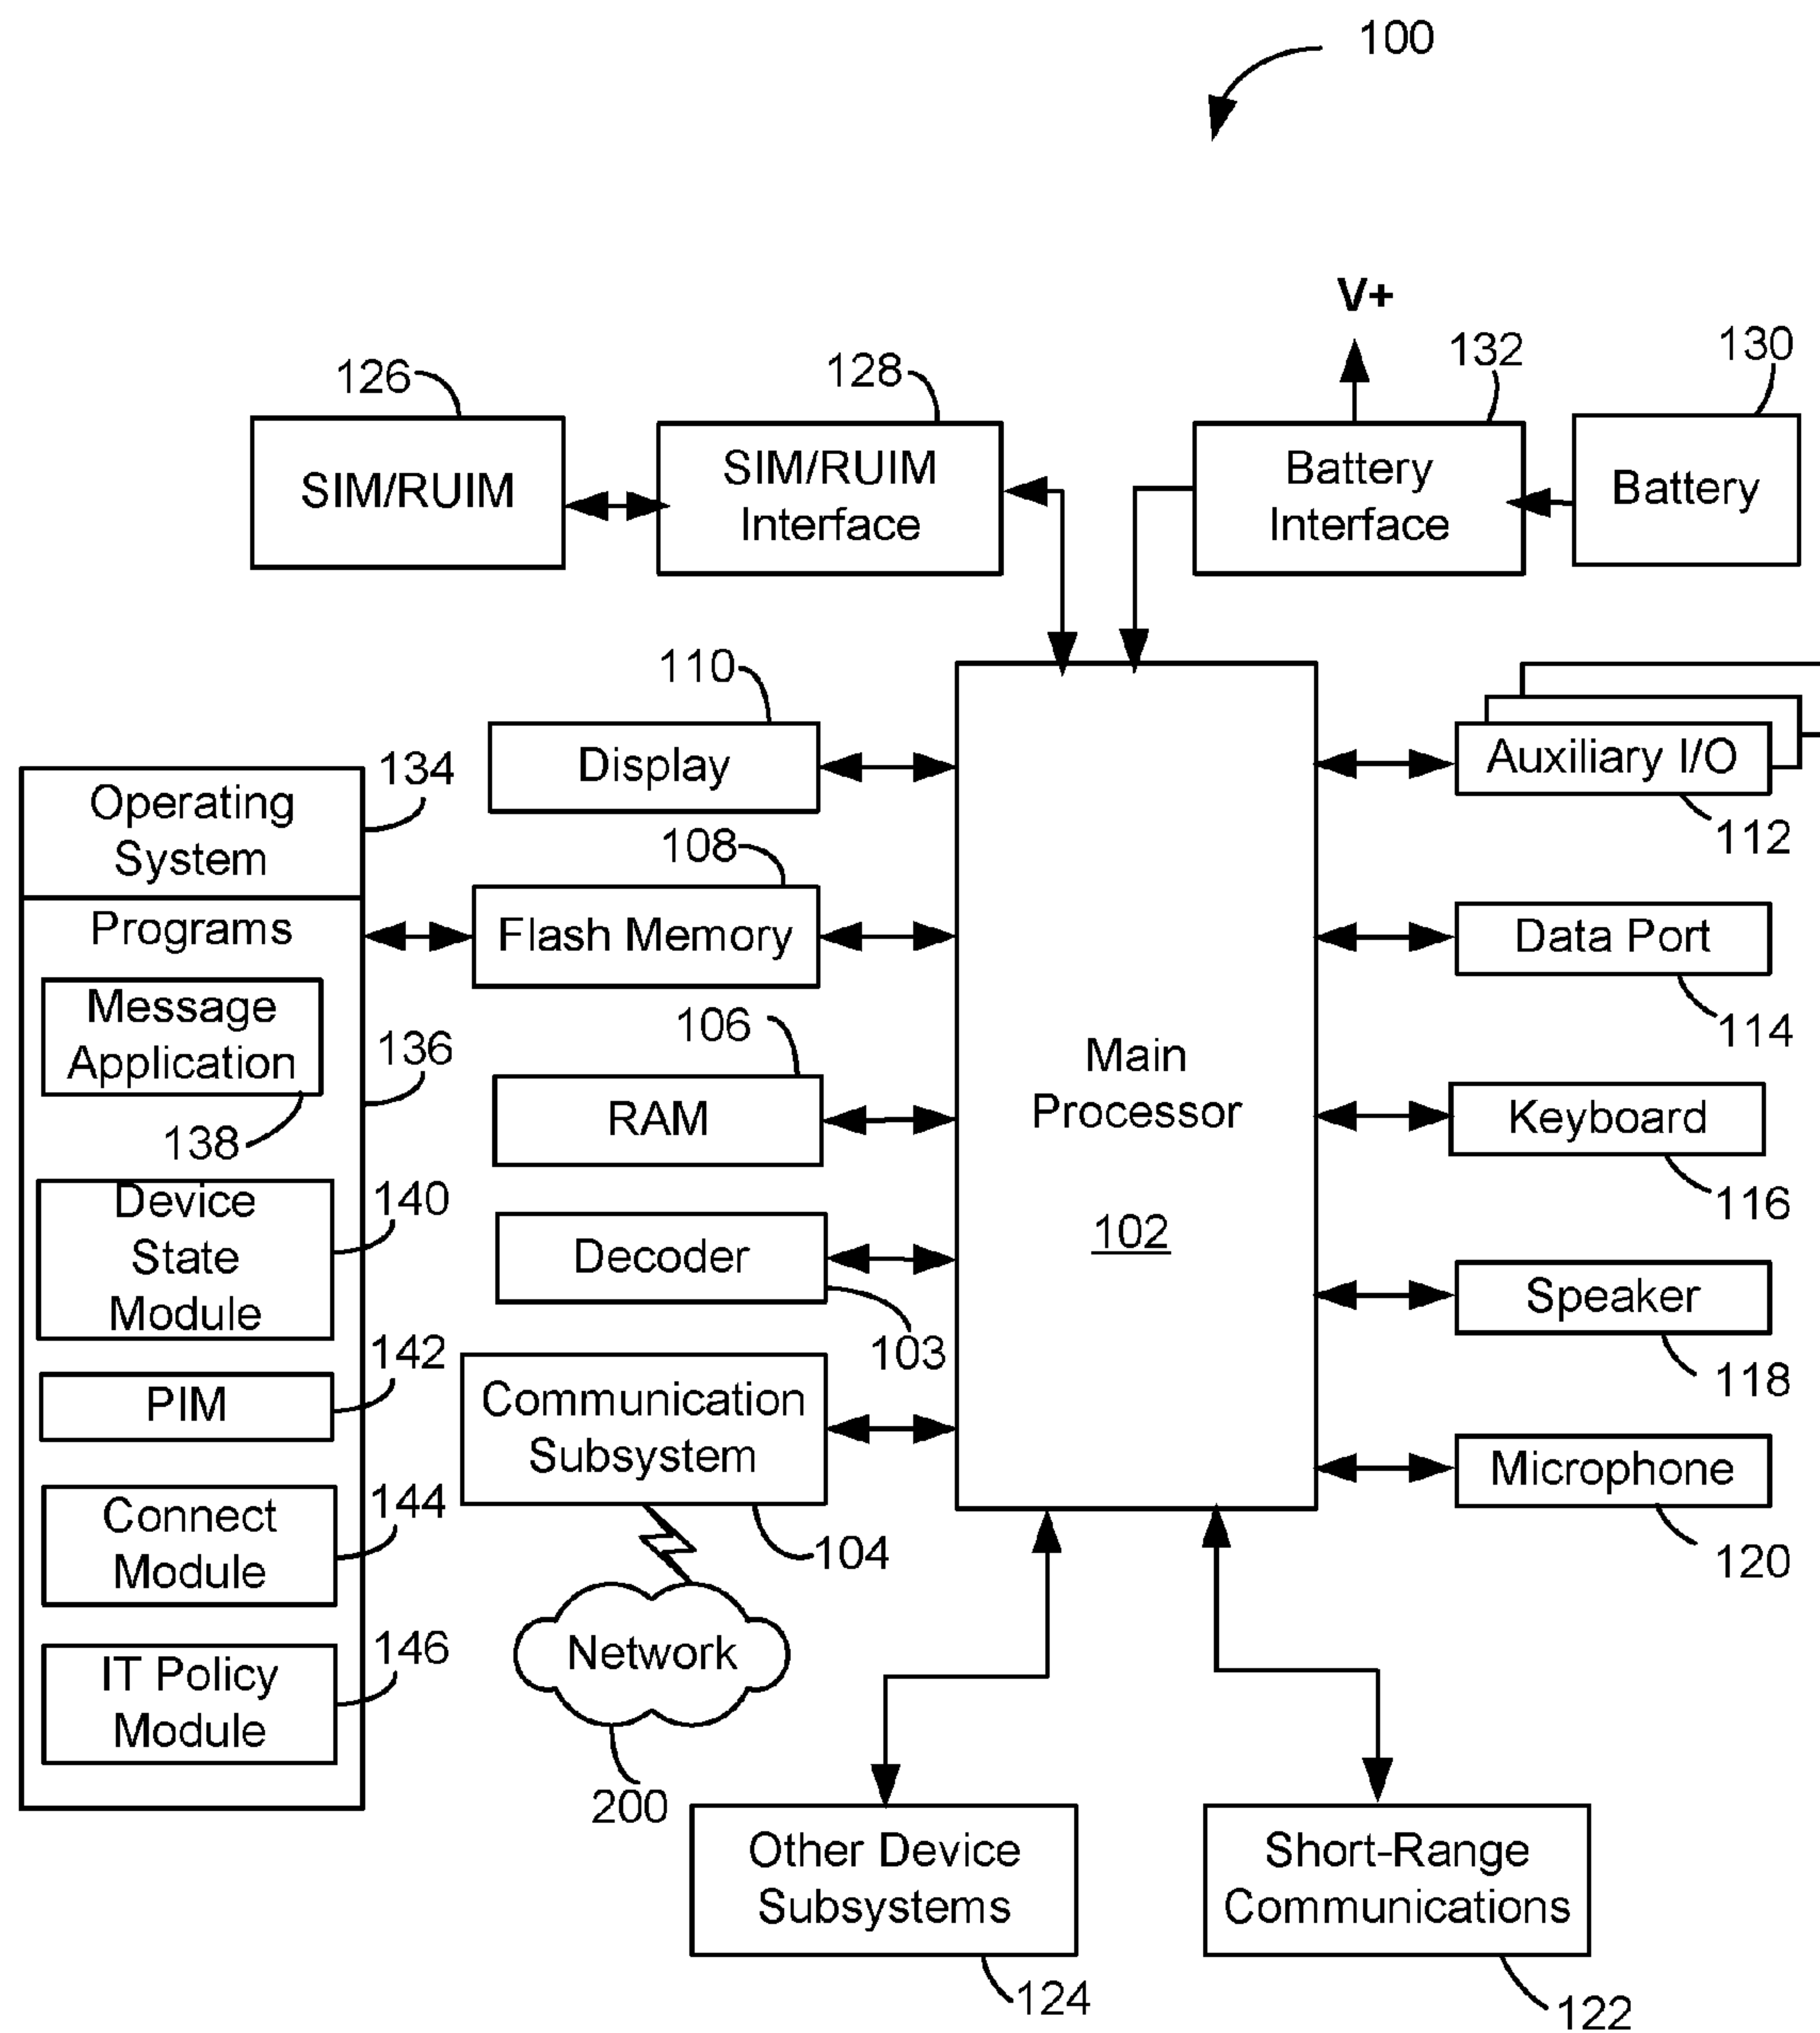 100
V+
126
128
132
130
SIM/RUIM
SIM/RUIM
Interface
Battery
Interface
Battery
110
Display
Auxiliary I/O
112
134
Operating
System
108
Flash Memory
Data Port
114
Programs
Message
Application
138
136
106
RAM
Main
Processor
102
Keyboard
116
Device
State
Module
140
Decoder
103
Speaker
118
PIM
142
Communication
Subsystem
104
Microphone
120
Connect
Module
144
Network
200
IT Policy
Module
146
Other Device
Subsystems
124
Short-Range
Communications
122